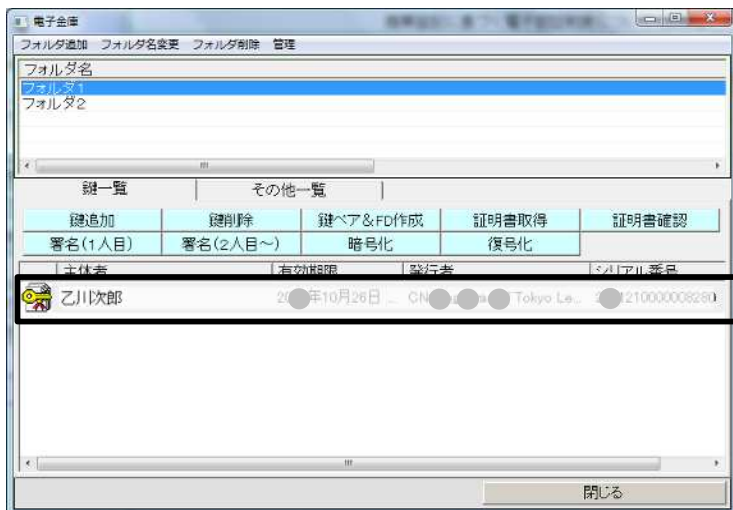 電子金庫
フォルダ追加 フォルダ名変更 フォルダ削除 管理
フォルダ名
フォルダ1
フォルダ2
鍵一覧 その他一覧
鍵追加 鍵削除 鍵ペア&FD作成 証明書取得 証明書確認
署名(1人目) 署名(2人目~) 暗号化 復号化
主体者 有効期限 発行者 シリアル番号
乙川次郎 20 年10月26日 ... CN Tokyo Le... 1210000008280
閉じる